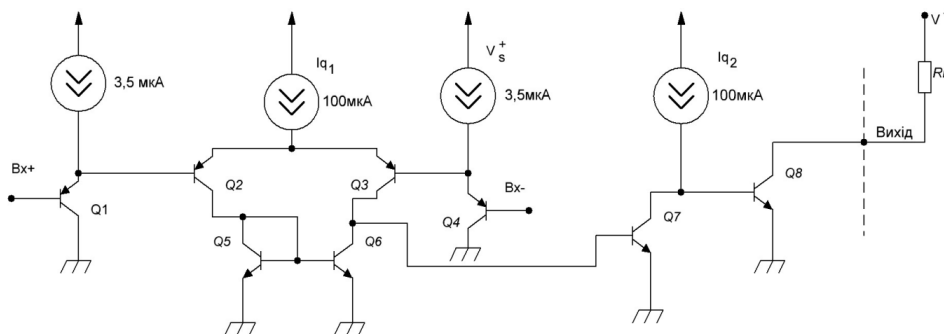 3,5 мкА
Iq1
100мкА
V s +
3,5мкА
Iq2
100мкА
V
Вихід
Вх+
Q1
Q2
Q3
Q4
Вх-
Q5
Q6
Q7
Q8